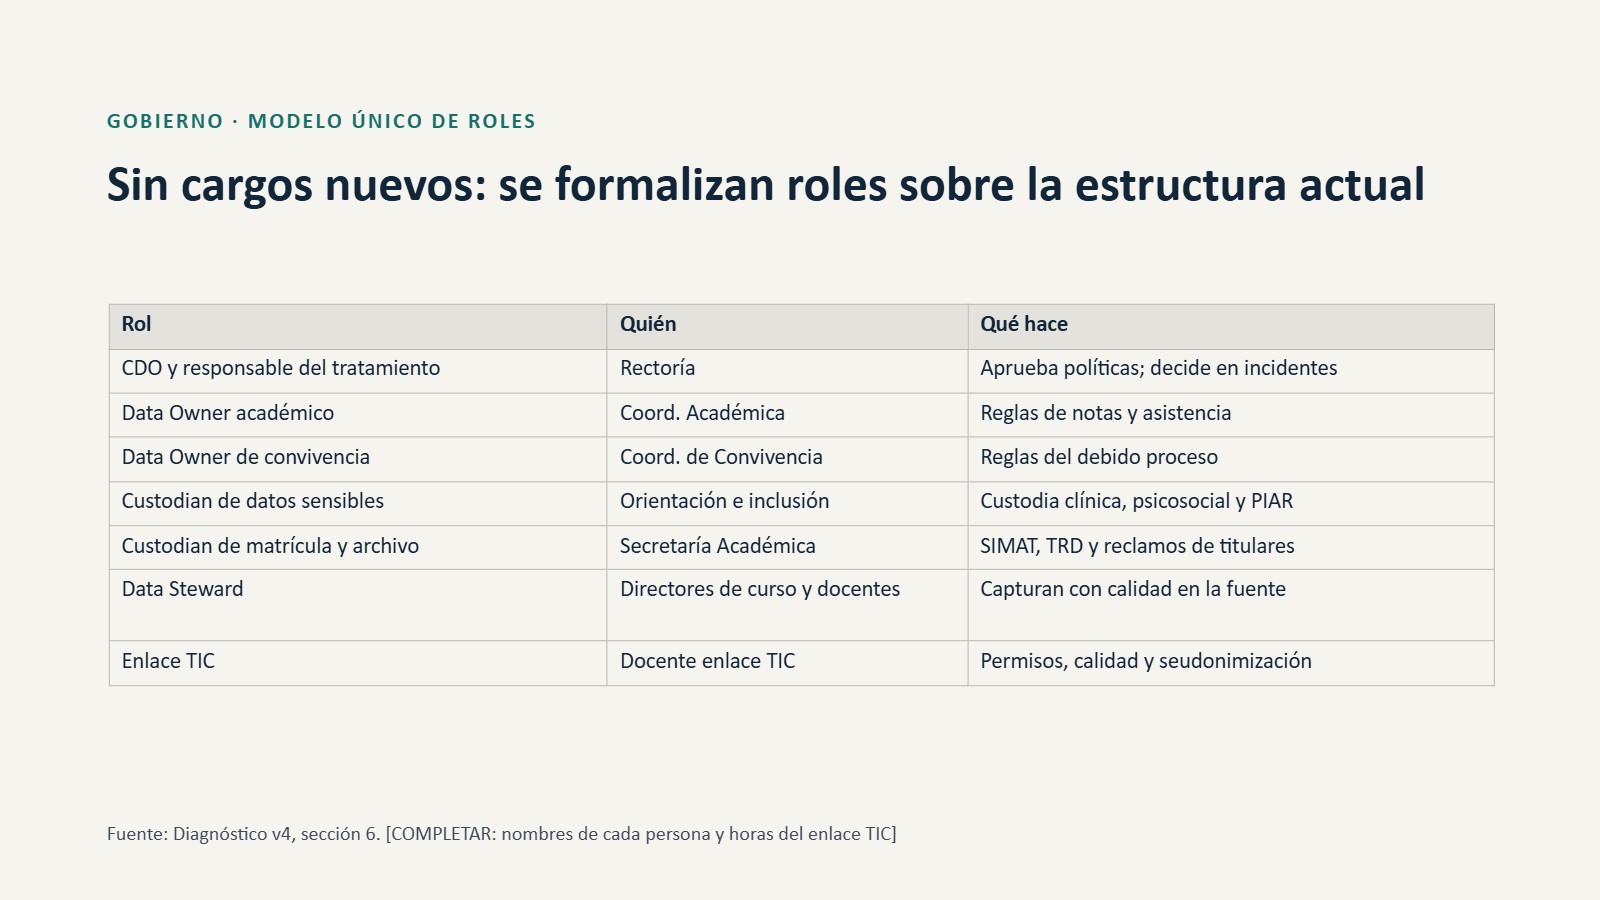 GOBIERNO · MODELO ÚNICO DE ROLES
Sin cargos nuevos: se formalizan roles sobre la estructura actual
Rol Quién Qué hace
CDO y responsable del tratamiento Rectoría Aprueba políticas; decide en incidentes
Data Owner académico Coord. Académica Reglas de notas y asistencia
Data Owner de convivencia Coord. de Convivencia Reglas del debido proceso
Custodian de datos sensibles Orientación e inclusión Custodia clínica, psicosocial y PIAR
Custodian de matrícula y archivo Secretaría Académica SIMAT, TRD y reclamos de titulares
Data Steward Directores de curso y docentes Capturan con calidad en la fuente
Enlace TIC Docente enlace TIC Permisos, calidad y seudonimización
Fuente: Diagnóstico v4, sección 6. [COMPLETAR: nombres de cada persona y horas del enlace TIC]